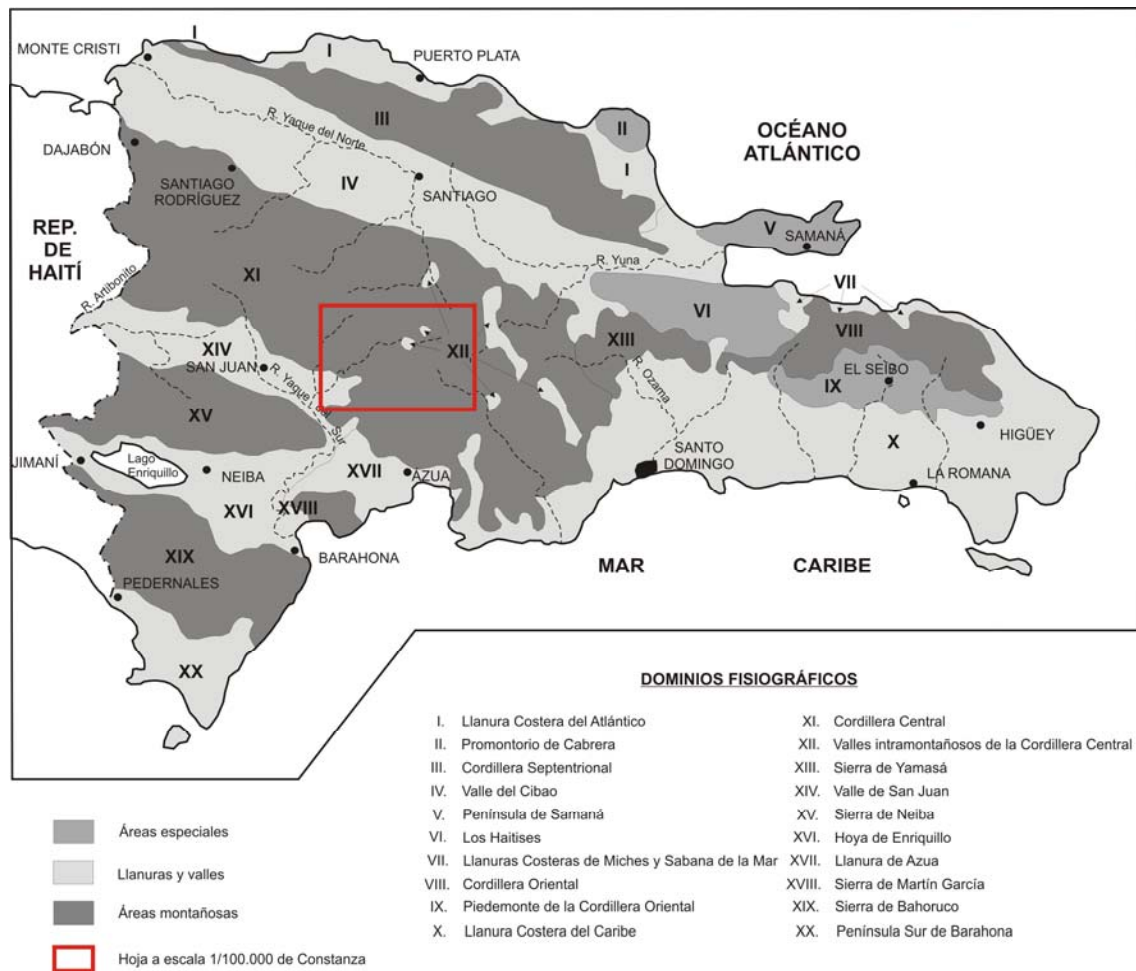 I
I
MONTE CRISTI
PUERTO PLATA
III
R. Yaque del Norte
II
OCÉANO
ATLÁNTICO
DAJABÓN
I
SANTIAGO
RODRÍGUEZ
IV
SANTIAGO
REP.
DE
HAITÍ
V
SAMANÁ
R. Yuna
XI
VII
R. Artibonito
VI
VIII
XIV
XII
XIII
SAN JUAN
R. Yaque del Sur
R. Ozama
EL SEÍBO
IX
XV
HIGÜEY
X
JIMANÍ
Lago
Enriquillo
NEIBA
XVII
AZUA
SANTO
DOMINGO
LA ROMANA
XVI
XVIII
XIX
BARAHONA
MAR
CARIBE
PEDERNALES
XX
DOMINIOS FISIOGRÁFICOS
I. Llanura Costera del Atlántico
II. Promontorio de Cabrera
III. Cordillera Septentrional
IV. Valle del Cibao
V. Península de Samaná
VI. Los Haitises
VII. Llanuras Costeras de Miches y Sabana de la Mar
VIII. Cordillera Oriental
IX. Piedemonte de la Cordillera Oriental
X. Llanura Costera del Caribe
XI. Cordillera Central
XII. Valles intramontañosos de la Cordillera Central
XIII. Sierra de Yamasá
XIV. Valle de San Juan
XV. Sierra de Neiba
XVI. Hoya de Enriquillo
XVII. Llanura de Azua
XVIII. Sierra de Martín García
XIX. Sierra de Bahoruco
XX. Península Sur de Barahona
Áreas especiales
Llanuras y valles
Áreas montañosas
Hoja a escala 1/100.000 de Constanza